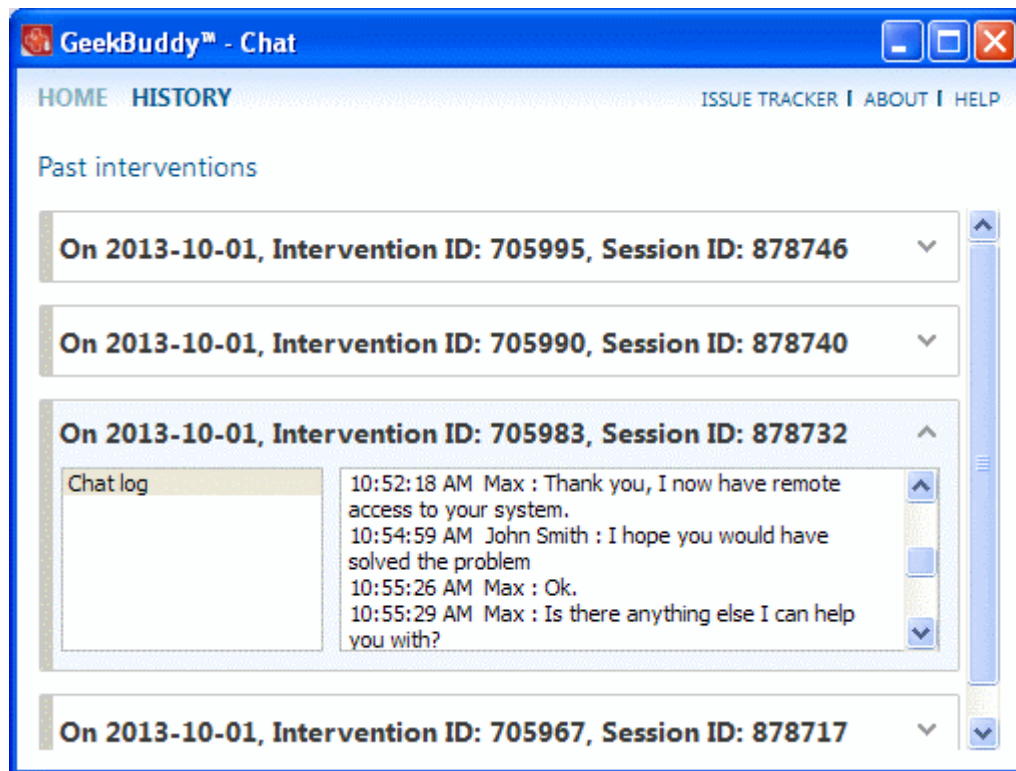 GeekBuddy™ - Chat
HOME HISTORY ISSUE TRACKER | ABOUT | HELP
Past interventions
On 2013-10-01, Intervention ID: 705995, Session ID: 878746
On 2013-10-01, Intervention ID: 705990, Session ID: 878740
On 2013-10-01, Intervention ID: 705983, Session ID: 878732
Chat log
10:52:18 AM Max : Thank you, I now have remote
access to your system.
10:54:59 AM John Smith : I hope you would have
solved the problem
10:55:26 AM Max : Ok.
10:55:29 AM Max : Is there anything else I can help
you with?
On 2013-10-01, Intervention ID: 705967, Session ID: 878717